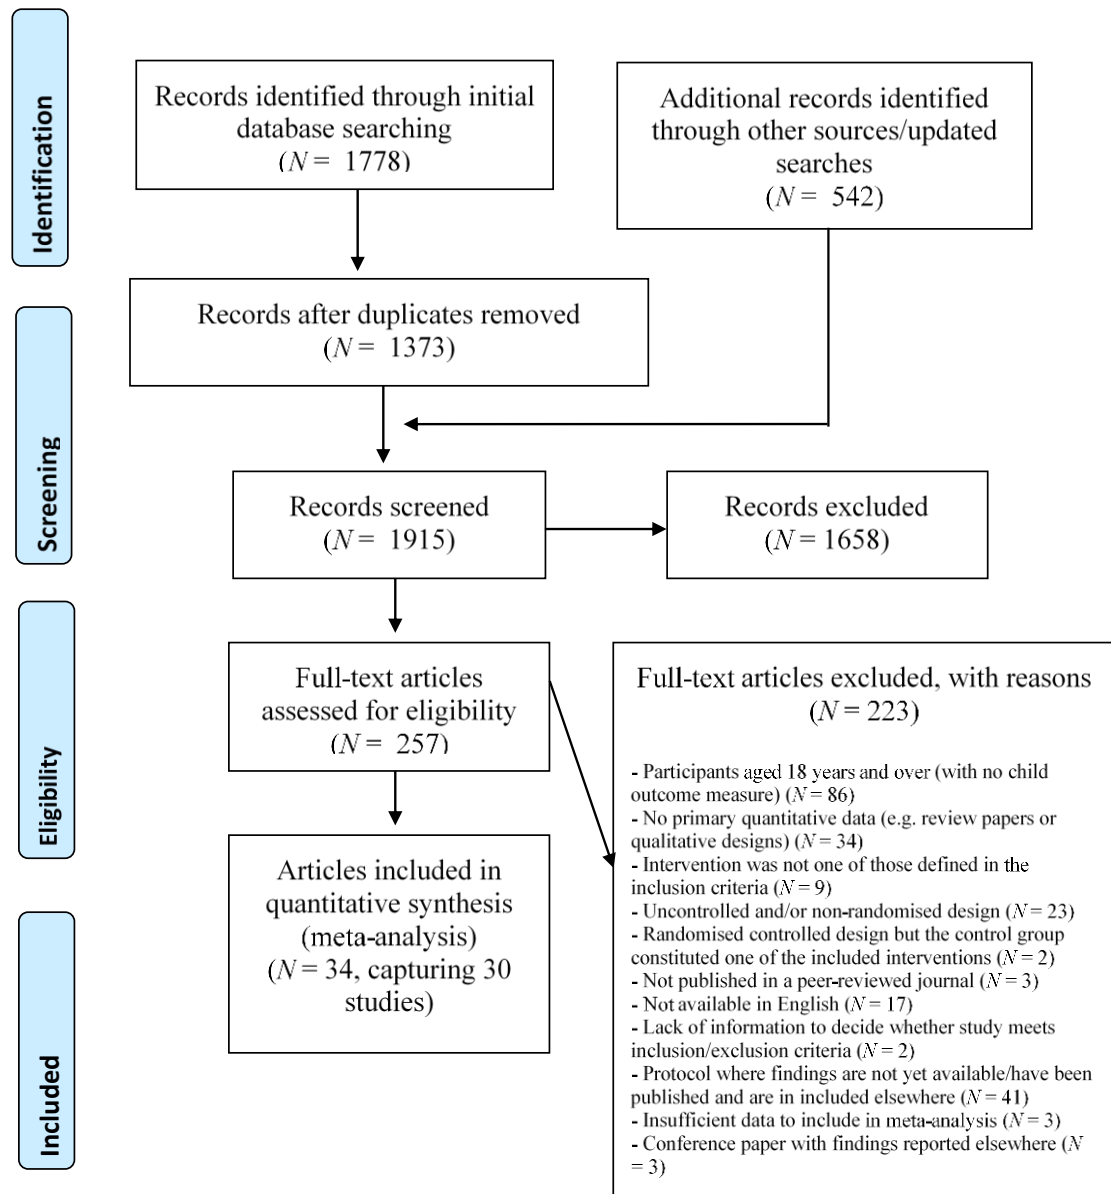 Identification
Records identified through initial
database searching
(N = 1778)
Additional records identified
through other sources/updated
searches
(N = 542)
Records after duplicates removed
(N = 1373)
Screening
Records screened
(N = 1915)
Records excluded
(N = 1658)
Eligibility
Full-text articles
assessed for eligibility
(N = 257)
Full-text articles excluded, with reasons
(N = 223)
- Participants aged 18 years and over (with no child
outcome measure) (N = 86)
- No primary quantitative data (e.g. review papers or
qualitative designs) (N = 34)
- Intervention was not one of those defined in the
inclusion criteria (N = 9)
- Uncontrolled and/or non-randomised design (N = 23)
- Randomised controlled design but the control group
constituted one of the included interventions (N = 2)
- Not published in a peer-reviewed journal (N = 3)
- Not available in English (N = 17)
- Lack of information to decide whether study meets
inclusion/exclusion criteria (N = 2)
- Protocol where findings are not yet available/have been
published and are in included elsewhere (N = 41)
- Insufficient data to include in meta-analysis (N = 3)
- Conference paper with findings reported elsewhere (N
= 3)
Included
Articles included in
quantitative synthesis
(meta-analysis)
(N = 34, capturing 30
studies)